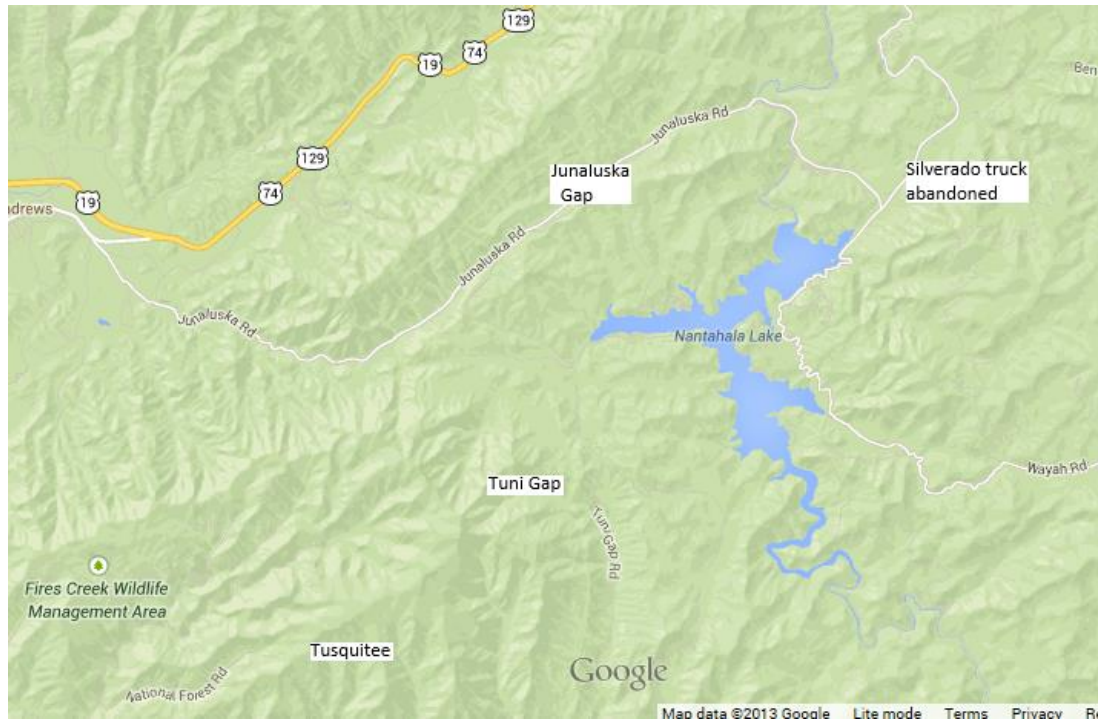 129
74
19
Junaluska Rd
Ben
129
Junaluska
Gap
Silverado truck
abandoned
74
19
ndrews
Junaluska Rd
Junaluska Rd
Nantahala Lake
Wayah Rd
Tuni Gap
Tuni Gap Rd
Fires Creek Wildlife
Management Area
Tusquitee
National Forest Rd
Google
Map data ©2013 Google Lite mode Terms Privacy R